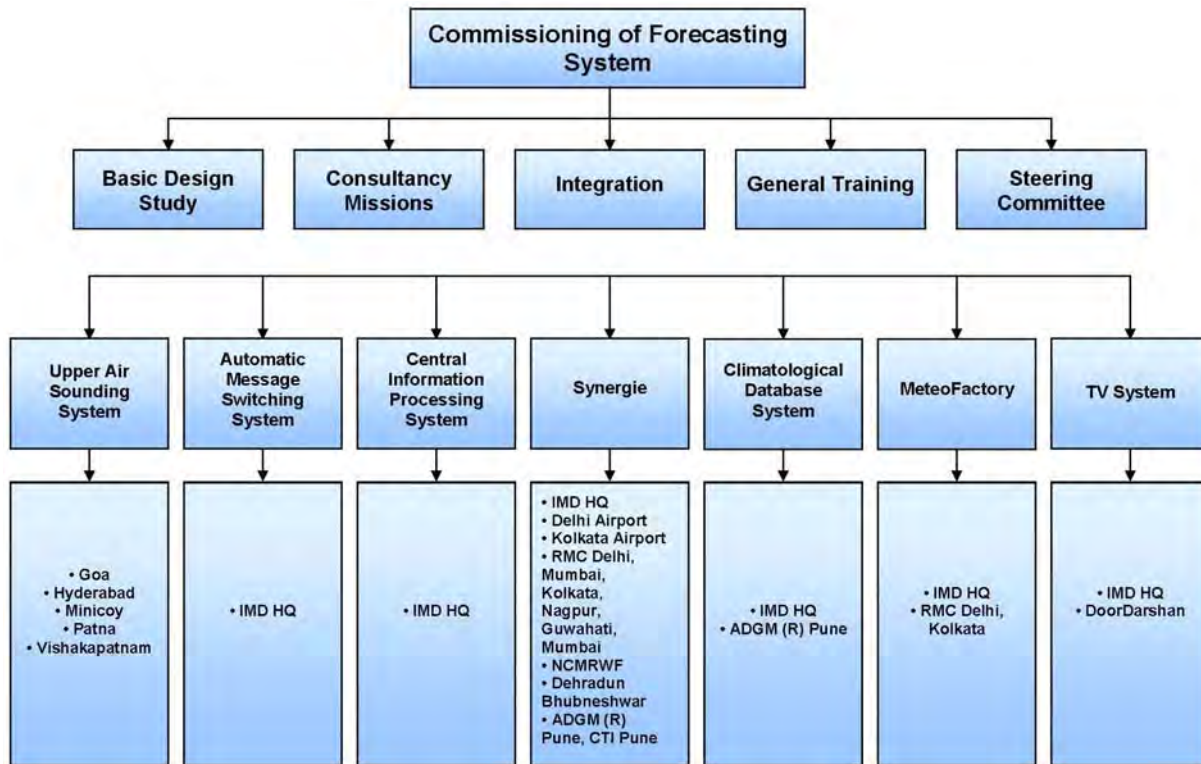 Commissioning of Forecasting
System
Basic Design
Study
Consultancy
Missions
Integration
General Training
Steering
Committee
Upper Air
Sounding
System
Automatic
Message
Switching
System
Central
Information
Processing
System
Synergie
Climatological
Database
System
MeteoFactory
TV System
• Goa
• Hyderabad
• Minicoy
• Patna
• Vishakapatnam
• IMD HQ
• IMD HQ
• IMD HQ
• Delhi Airport
• Kolkata Airport
• RMC Delhi,
Mumbai,
Kolkata,
Nagpur,
Guwahati,
Mumbai
• NCMRWF
• Dehradun
Bhubneshwar
• ADGM (R)
Pune, CTI Pune
• IMD HQ
• ADGM (R) Pune
• IMD HQ
• RMC Delhi,
Kolkata
• IMD HQ
• DoorDarshan